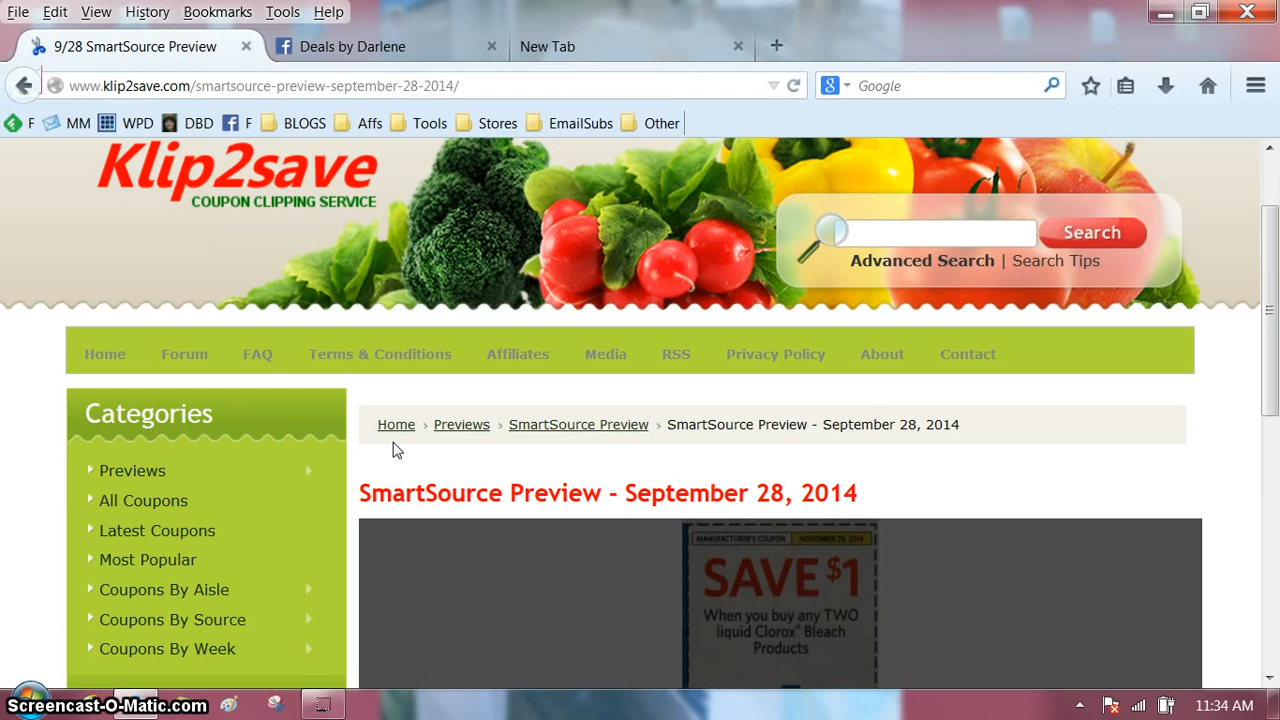 File Edit View History Bookmarks Tools Help
9/28 SmartSource Preview Deals by Darlene New Tab
www.klip2save.com/smartsource-preview-september-28-2014/ Google
F MM WPD DBD F BLOGS Affs Tools Stores EmailSubs Other
Klip2save
COUPON CLIPPING SERVICE
Search
Advanced Search | Search Tips
Home Forum FAQ Terms & Conditions Affiliates Media RSS Privacy Policy About Contact
Categories
Home › Previews › SmartSource Preview › SmartSource Preview - September 28, 2014
Previews
All Coupons
Latest Coupons
Most Popular
Coupons By Aisle
Coupons By Source
Coupons By Week
SmartSource Preview - September 28, 2014
MANUFACTURER'S COUPON NOVEMBER 28, 2014
SAVE $1
When you buy any TWO
liquid Clorox® Bleach
Products
Screencast-O-Matic.com
11:34 AM